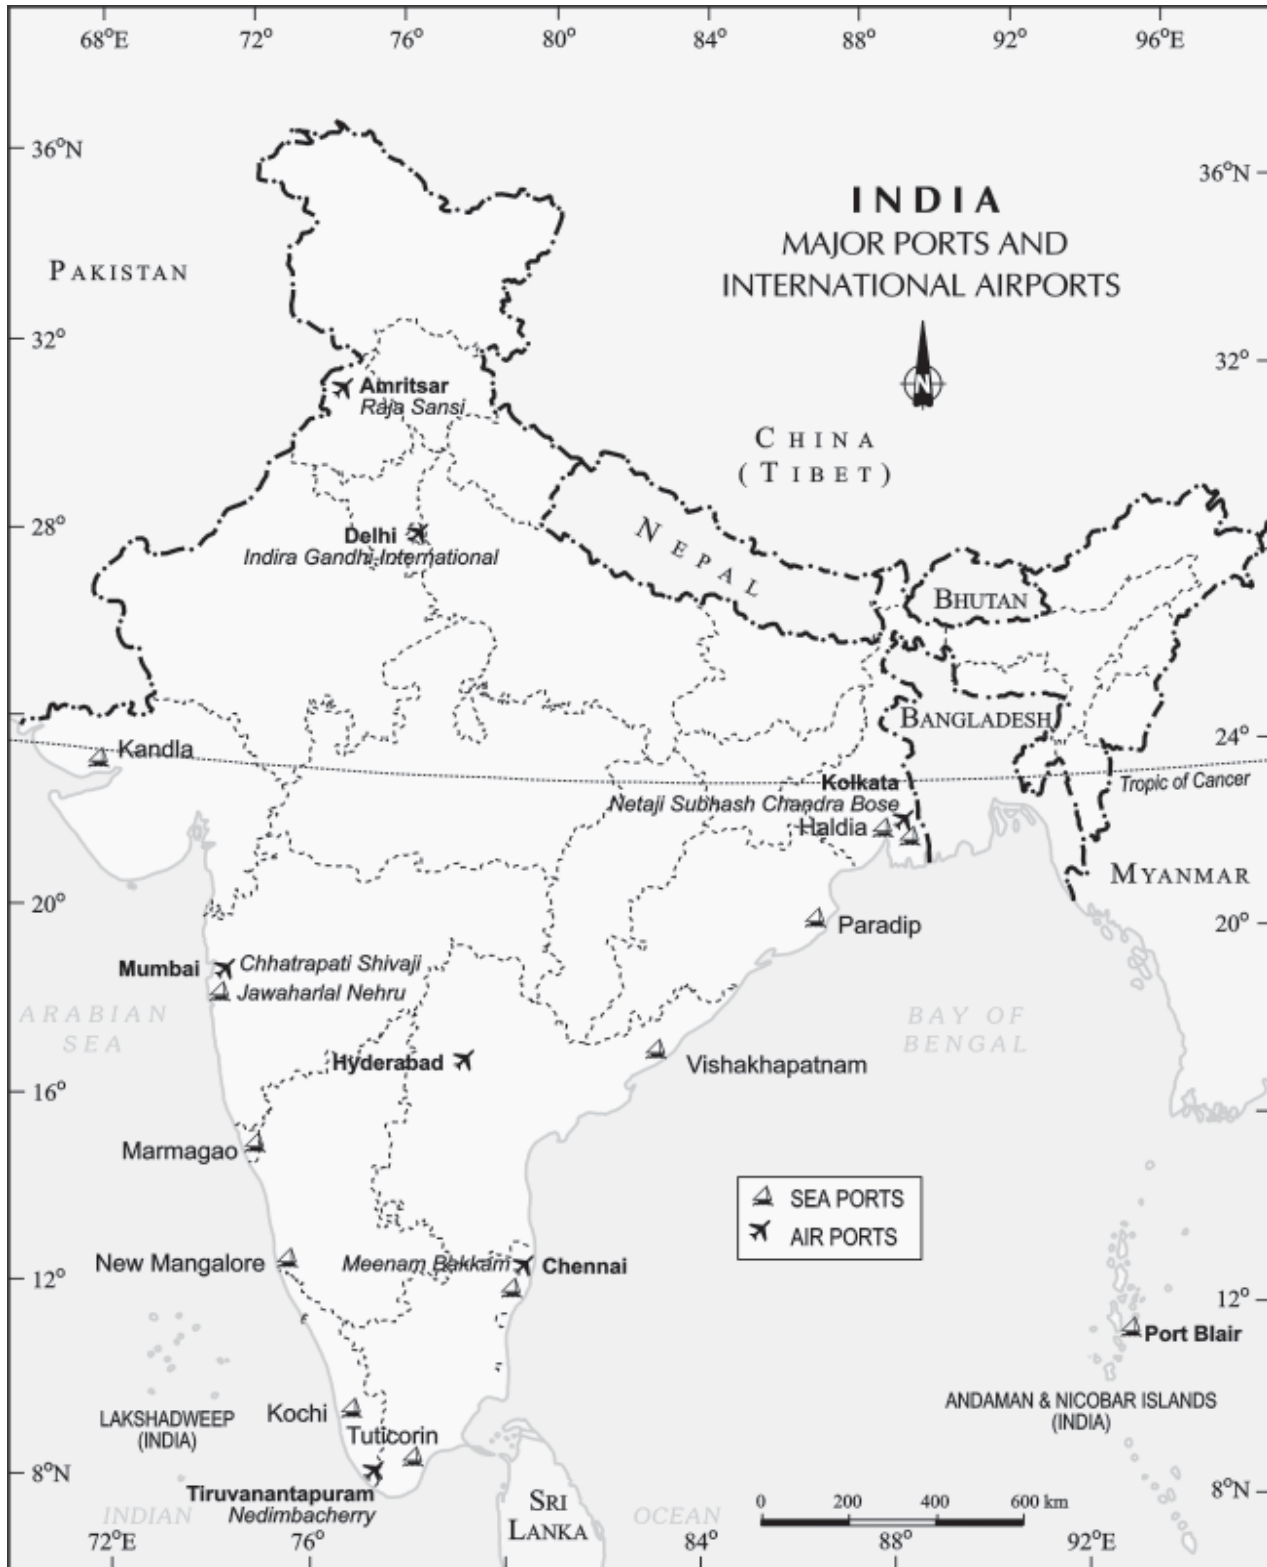 68°E 72° 76° 80° 84° 88° 92° 96°E
36°N
36°N
INDIA
MAJOR PORTS AND
INTERNATIONAL AIRPORTS
PAKISTAN
32°
32°
N
Amritsar
Raja Sansi
CHINA
(TIBET)
28°
Delhi
Indira Gandhi International
NEPAL
BHUTAN
BANGLADESH
24°
Kandla
Tropic of Cancer
Kolkata
Netaji Subhash Chandra Bose
Haldia
MYANMAR
20°
20°
Paradip
Mumbai
Chhatrapati Shivaji
Jawaharlal Nehru
ARABIAN
SEA
BAY OF
BENGAL
Hyderabad
Vishakhapatnam
16°
Marmagao
SEA PORTS
AIR PORTS
New Mangalore
Meenam Bakkam
Chennai
12°
12°
Port Blair
ANDAMAN & NICOBAR ISLANDS
(INDIA)
LAKSHADWEEP
(INDIA)
Kochi
Tuticorin
8°N
8°N
Tiruvanantapuram
Nedimbacherry
SRI
LANKA
INDIAN
OCEAN
0 200 400 600 km
72°E 76° 84° 88° 92°E